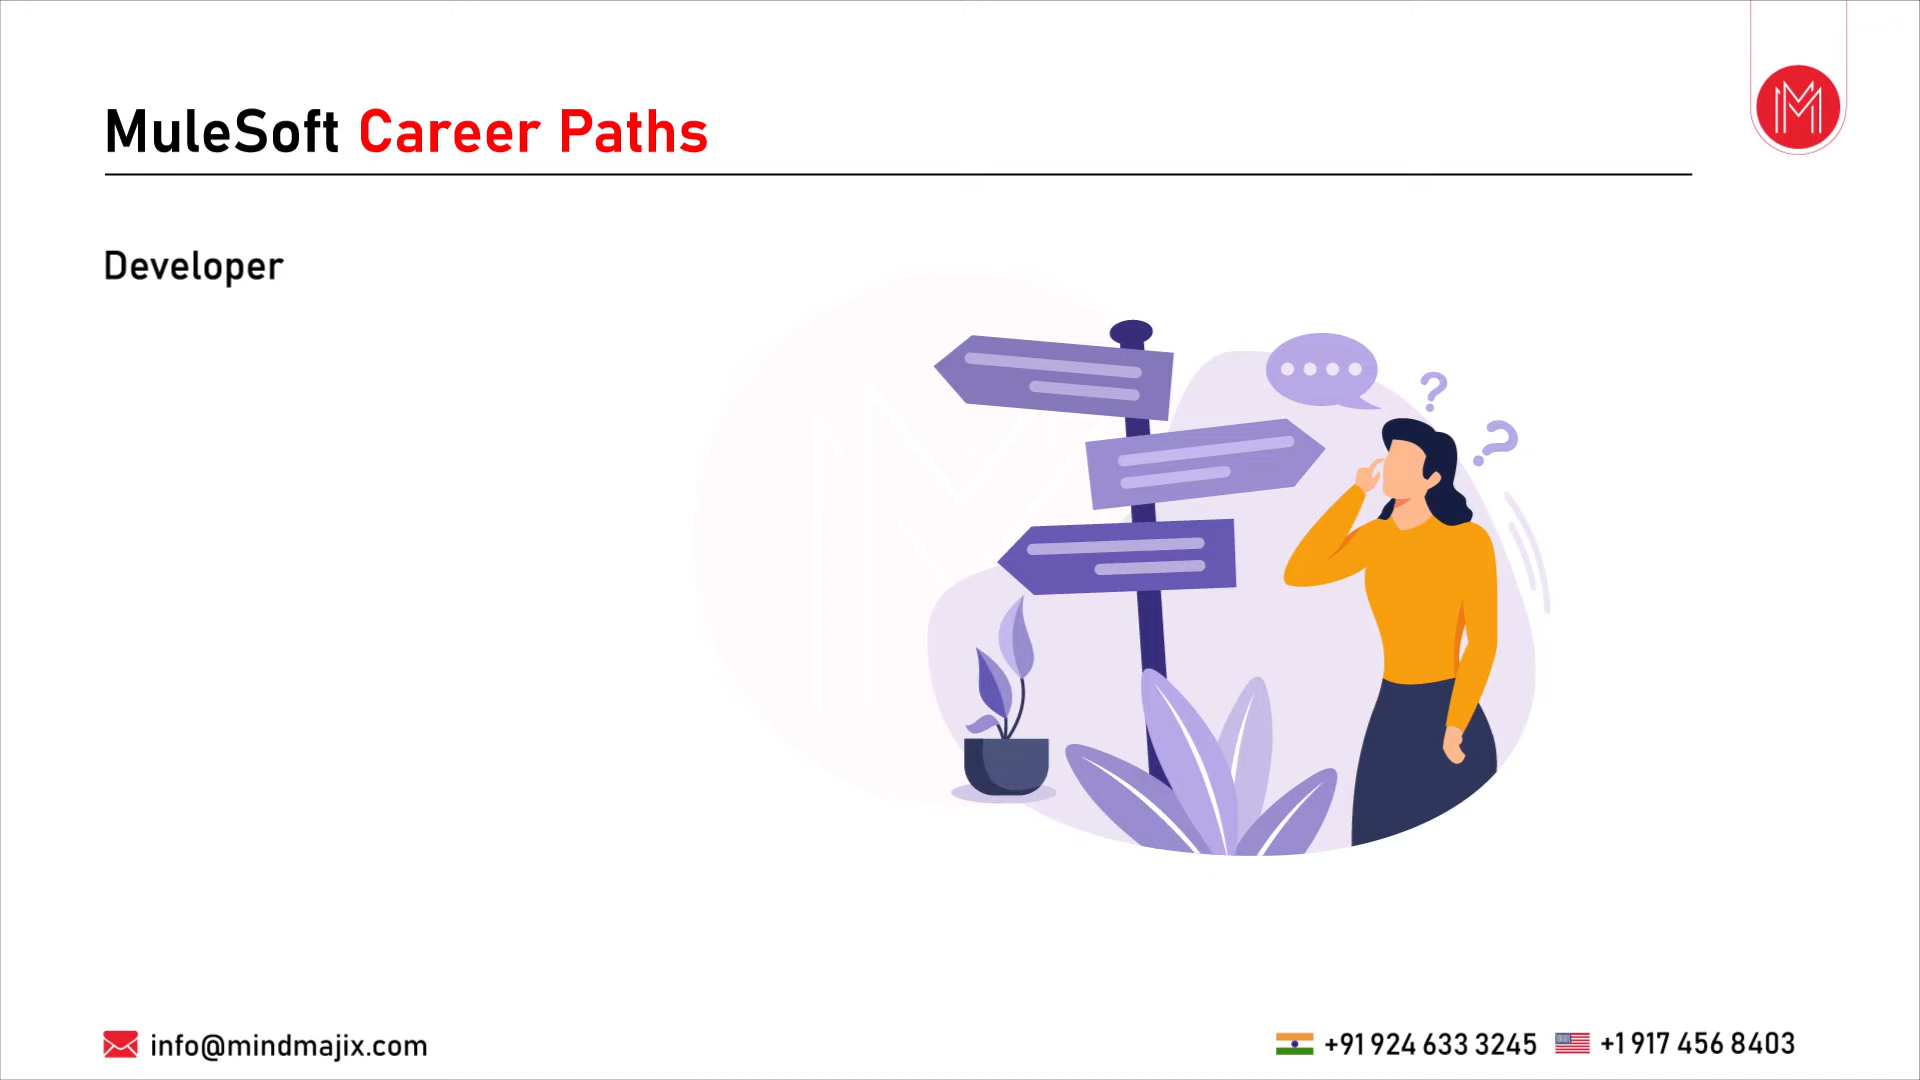 MuleSoft Career Paths
Developer
info@mindmajix.com
+91 924 633 3245
+1 917 456 8403